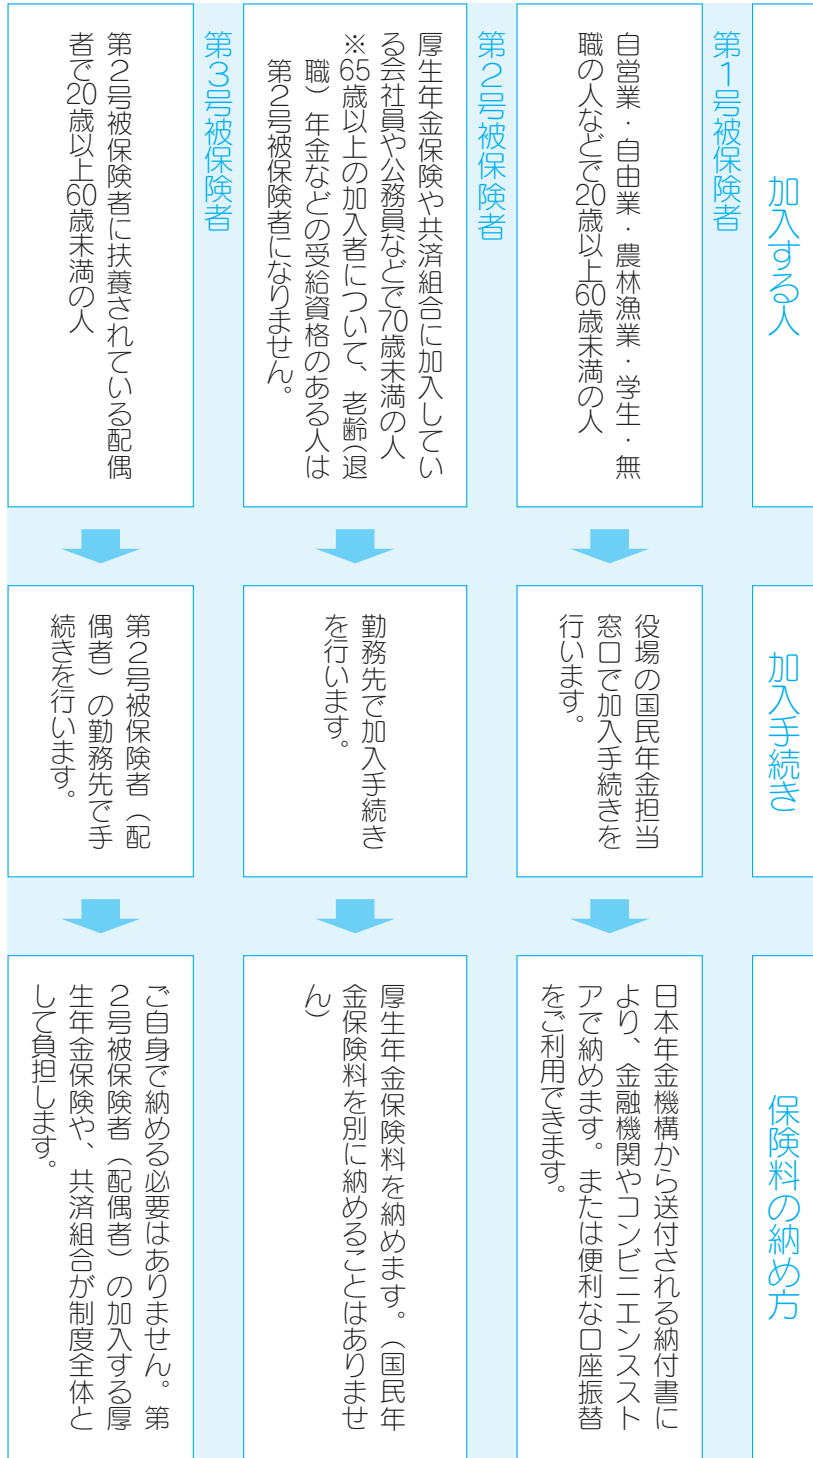 加入する人
加入手続き
保険料の納め方
第1号被保険者
自営業・自由業・農林漁業・学生・無
職の人などで20歳以上60歳未満の人
役場の国民年金担当
窓口で加入手続きを
行います。
日本年金機構から送付される納付書に
より、金融機関やコンビニエンススト
アで納めます。または便利な口座振替
をご利用できます。
第2号被保険者
厚生年金保険や共済組合に加入してい
る会社員や公務員などで70歳未満の人
※65歳以上の加入者について、老齢(退
職)年金などの受給資格のある人は
第2号被保険者になりません。
勤務先で加入手続き
を行います。
厚生年金保険料を納めます。(国民年
金保険料を別に納めることはありませ
ん)
第3号被保険者
第2号被保険者に扶養されている配偶
者で20歳以上60歳未満の人
第2号被保険者(配
偶者)の勤務先で手
続きを行います。
ご自身で納める必要はありません。第
2号被保険者(配偶者)の加入する厚
生年金保険や、共済組合が制度全体と
して負担します。